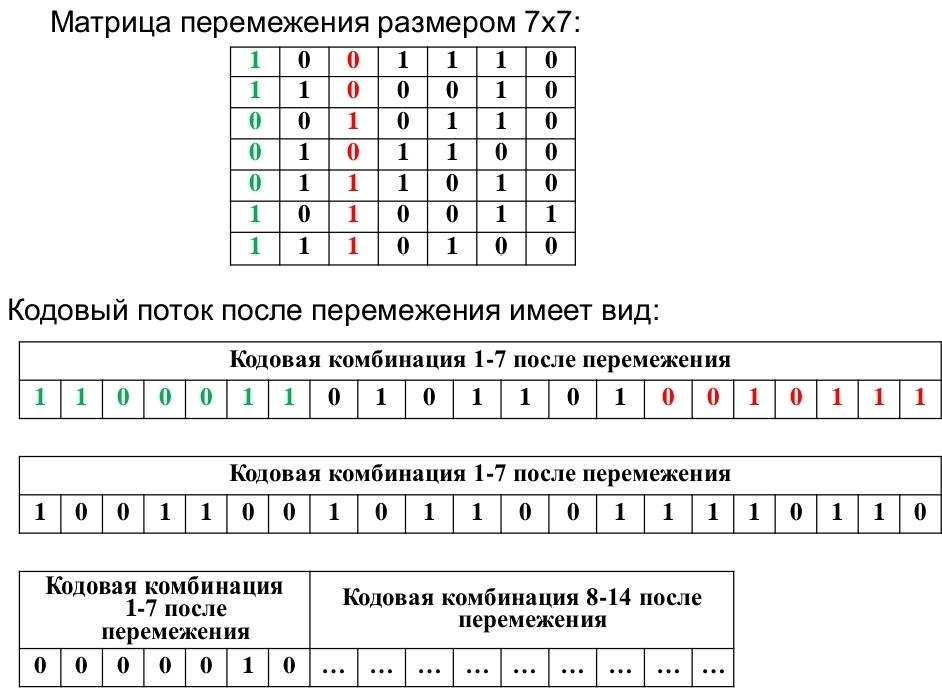 Матрица перемежения размером 7х7:
1 0 0 1 1 1 0
1 1 0 0 0 1 0
0 0 1 0 1 1 0
0 1 0 1 1 0 0
0 1 1 1 0 1 0
1 0 1 0 0 1 1
1 1 1 0 1 0 0
Кодовый поток после перемежения имеет вид:
Кодовая комбинация 1-7 после перемежения
1 1 0 0 0 1 1 0 1 0 1 1 0 1 0 0 1 0 1 1 1
Кодовая комбинация 1-7 после перемежения
1 0 0 1 1 0 0 1 0 1 1 0 0 1 1 1 1 0 1 1 0
Кодовая комбинация
1-7 после
перемежения
Кодовая комбинация 8-14 после
перемежения
0 0 0 0 0 1 0 ... ... ... ... ... ... ... ... ...